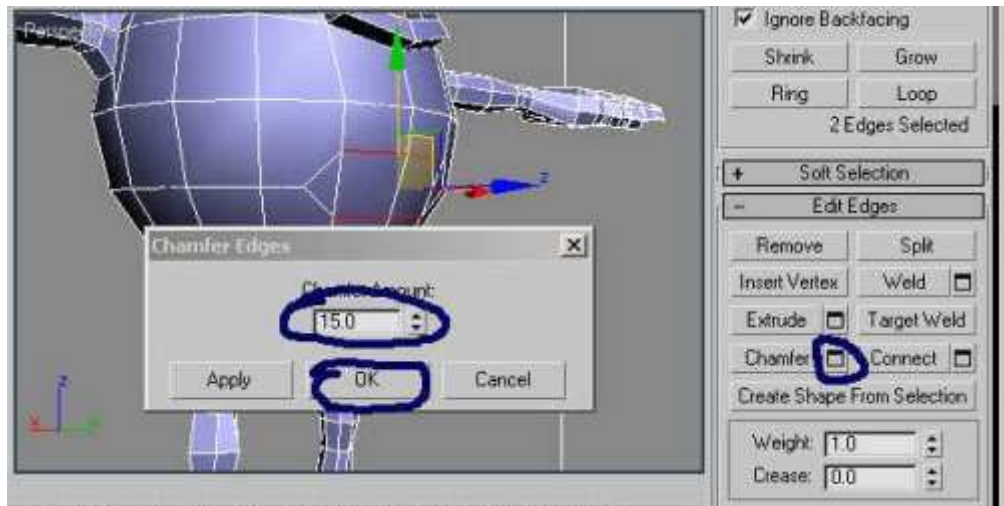 Ignore Backfacing
Shrink Grow
Ring Loop
2 Edges Selected
+ Soft Selection
- Edit Edges
Remove Split
Insert Vertex Weld
Extrude Target Weld
Chamfer Connect
Create Shape From Selection
Weight: 1.0
Crease: 0.0
z
Chamfer Edges
Chamfer Amount:
15.0
Apply OK Cancel
z
x